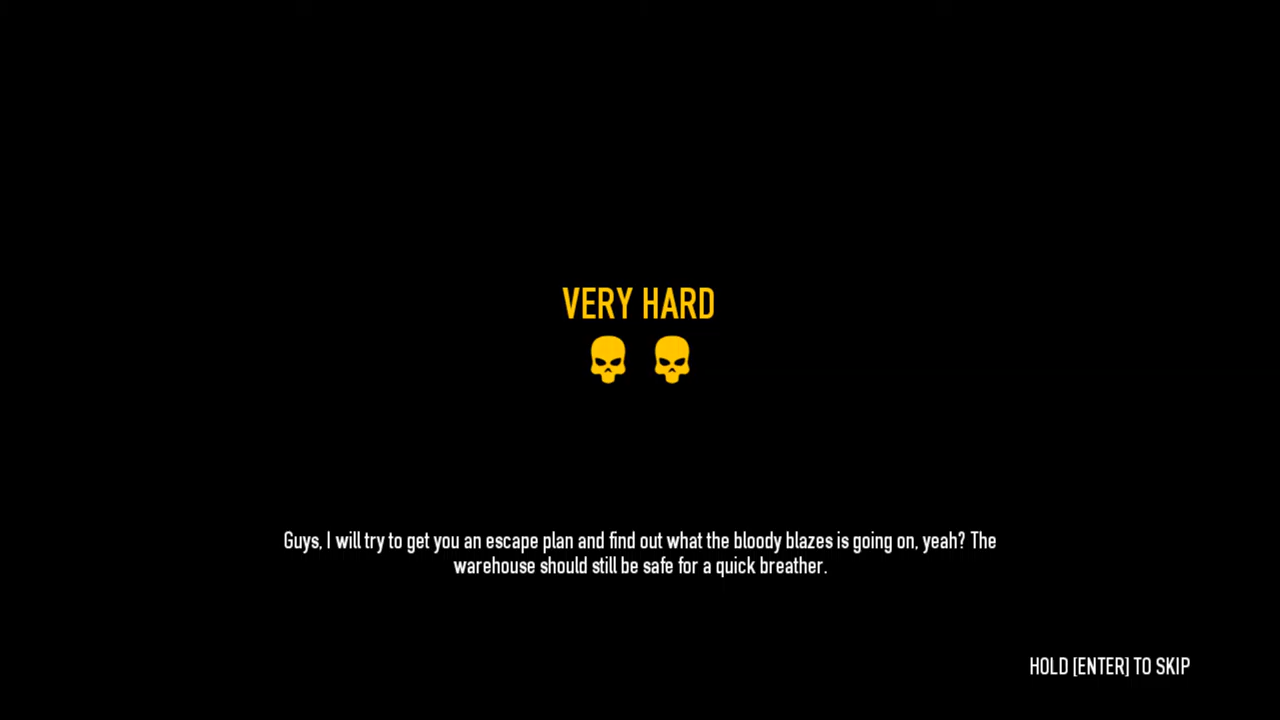 VERY HARD
Guys, I will try to get you an escape plan and find out what the bloody blazes is going on, yeah? The
warehouse should still be safe for a quick breather.
HOLD [ENTER] TO SKIP